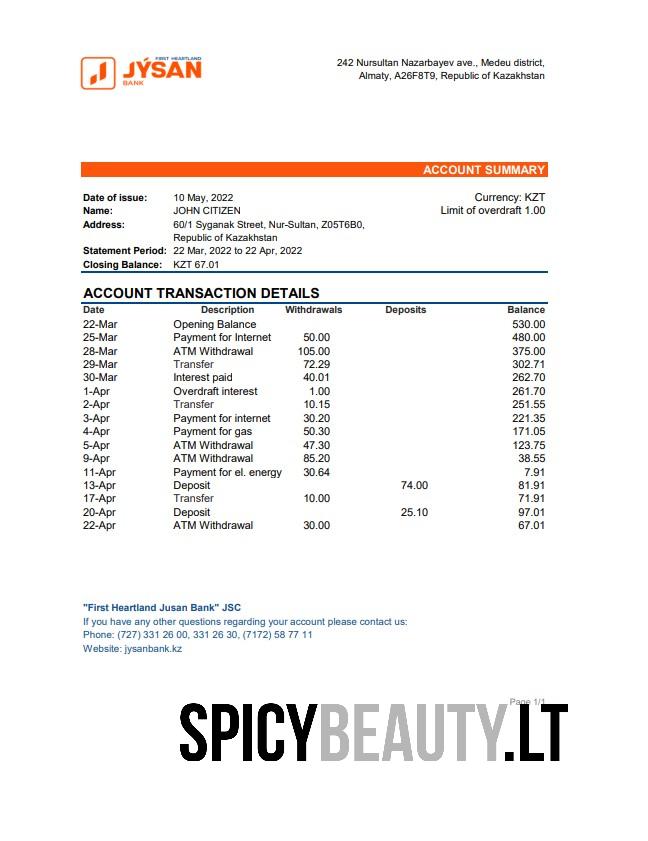 FIRST HEARTLAND
JÝSAN
BANK
242 Nursultan Nazarbayev ave., Medeu district,
Almaty, A26F8T9, Republic of Kazakhstan
ACCOUNT SUMMARY
Date of issue: 10 May, 2022 Currency: KZT
Name: JOHN CITIZEN Limit of overdraft 1.00
Address: 60/1 Syganak Street, Nur-Sultan, Z05T6B0,
Republic of Kazakhstan
Statement Period: 22 Mar, 2022 to 22 Apr, 2022
Closing Balance: KZT 67.01
ACCOUNT TRANSACTION DETAILS
Date Description Withdrawals Deposits Balance
22-Mar Opening Balance 530.00
25-Mar Payment for Internet 50.00 480.00
28-Mar ATM Withdrawal 105.00 375.00
29-Mar Transfer 72.29 302.71
30-Mar Interest paid 40.01 262.70
1-Apr Overdraft interest 1.00 261.70
2-Apr Transfer 10.15 251.55
3-Apr Payment for internet 30.20 221.35
4-Apr Payment for gas 50.30 171.05
5-Apr ATM Withdrawal 47.30 123.75
9-Apr ATM Withdrawal 85.20 38.55
11-Apr Payment for el. energy 30.64 7.91
13-Apr Deposit 74.00 81.91
17-Apr Transfer 10.00 71.91
20-Apr Deposit 25.10 97.01
22-Apr ATM Withdrawal 30.00 67.01
"First Heartland Jusan Bank" JSC
If you have any other questions regarding your account please contact us:
Phone: (727) 331 26 00, 331 26 30, (7172) 58 77 11
Website: jysanbank.kz
Page 1/1
SPICYBEAUTY.LT